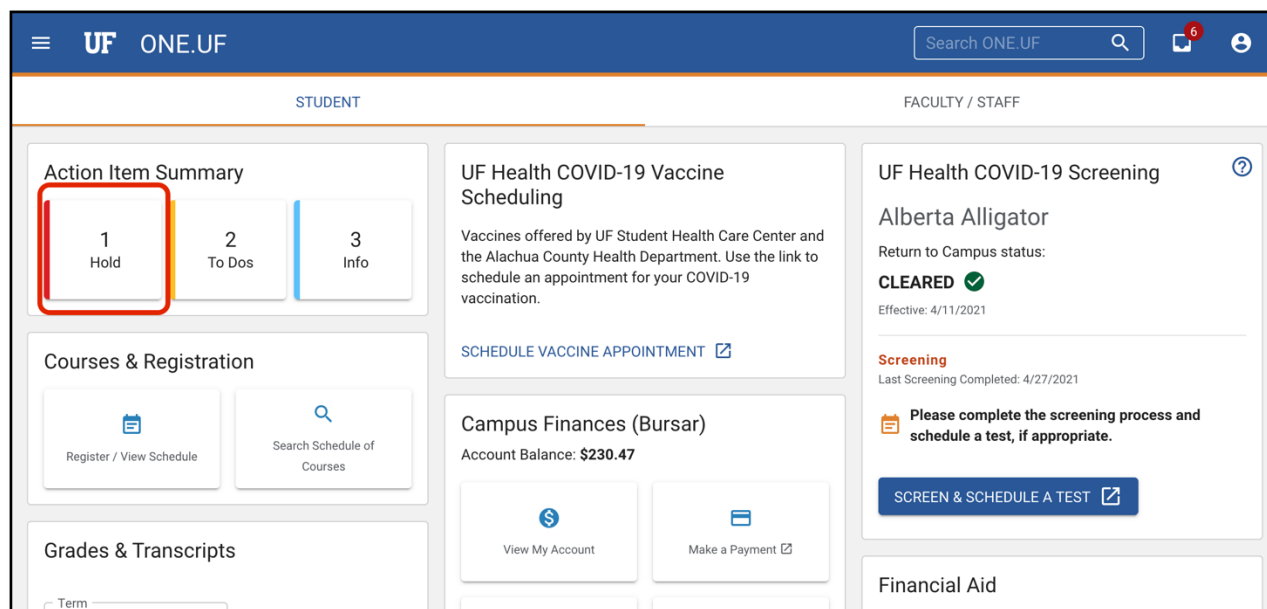 UF ONE.UF
Search ONE.UF
6
STUDENT
FACULTY / STAFF
Action Item Summary
1
Hold
2
To Dos
3
Info
Courses & Registration
Register / View Schedule
Search Schedule of
Courses
Grades & Transcripts
Term
UF Health COVID-19 Vaccine
Scheduling
Vaccines offered by UF Student Health Care Center and
the Alachua County Health Department. Use the link to
schedule an appointment for your COVID-19
vaccination.
SCHEDULE VACCINE APPOINTMENT
Campus Finances (Bursar)
Account Balance: $230.47
View My Account
Make a Payment
UF Health COVID-19 Screening
Alberta Alligator
Return to Campus status:
CLEARED
Effective: 4/11/2021
Screening
Last Screening Completed: 4/27/2021
Please complete the screening process and
schedule a test, if appropriate.
SCREEN & SCHEDULE A TEST
Financial Aid